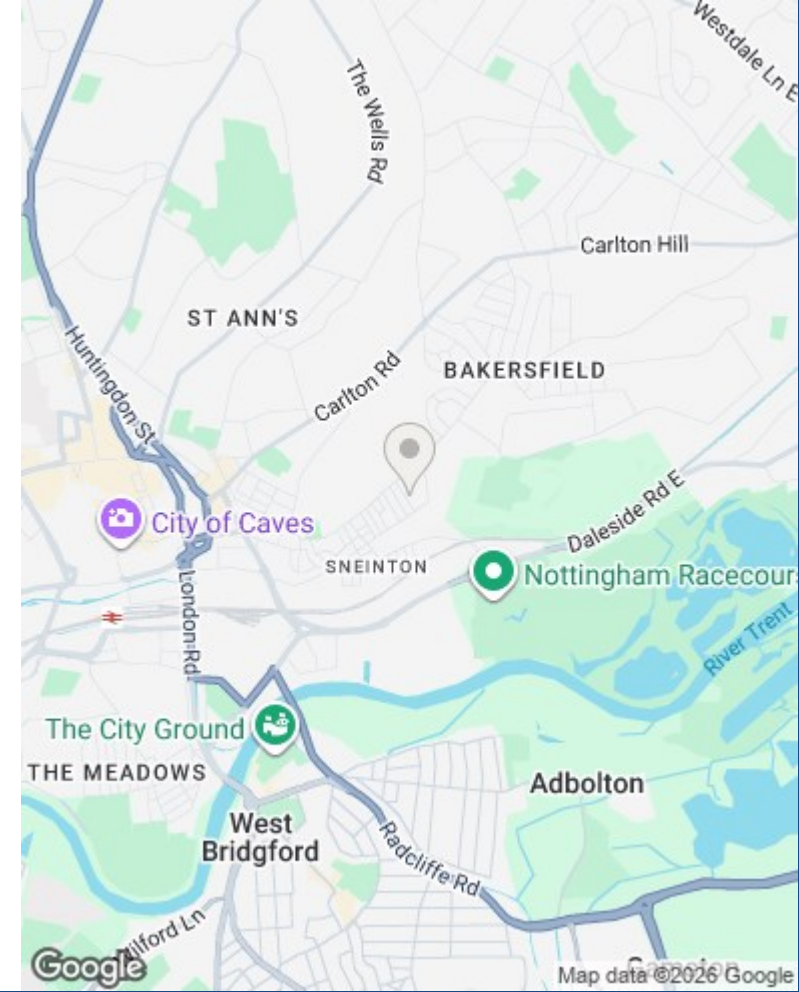 Westdale Ln E
The Wells Rd
Carlton Hill
ST ANN'S
Huntingdon St
Carlton Rd
BAKERSFIELD
City of Caves
Daleside Rd E
SNEINTON
Nottingham Racecours
London Rd
River Trent
The City Ground
THE MEADOWS
Adbolton
West
Bridgford
Radcliffe Rd
Wilford Ln
Gamston
Google
Map data ©2026 Google